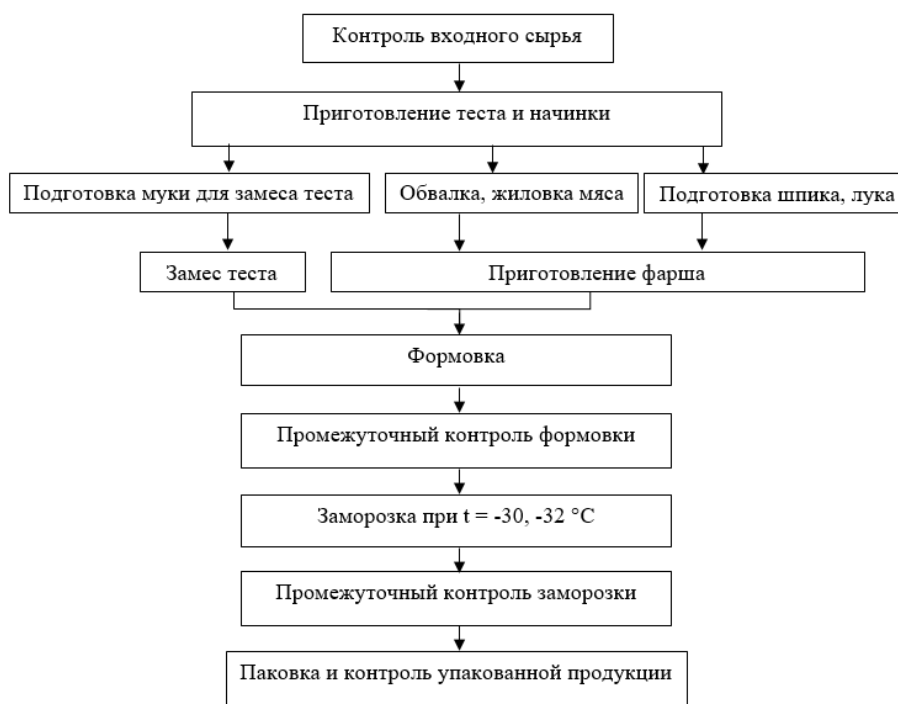 Контроль входного сырья
Приготовление теста и начинки
Подготовка муки для замеса теста
Обвалка, жиловка мяса
Подготовка шпика, лука
Замес теста
Приготовление фарша
Формовка
Промежуточный контроль формовки
Заморозка при t = -30, -32 °С
Промежуточный контроль заморозки
Паковка и контроль упакованной продукции